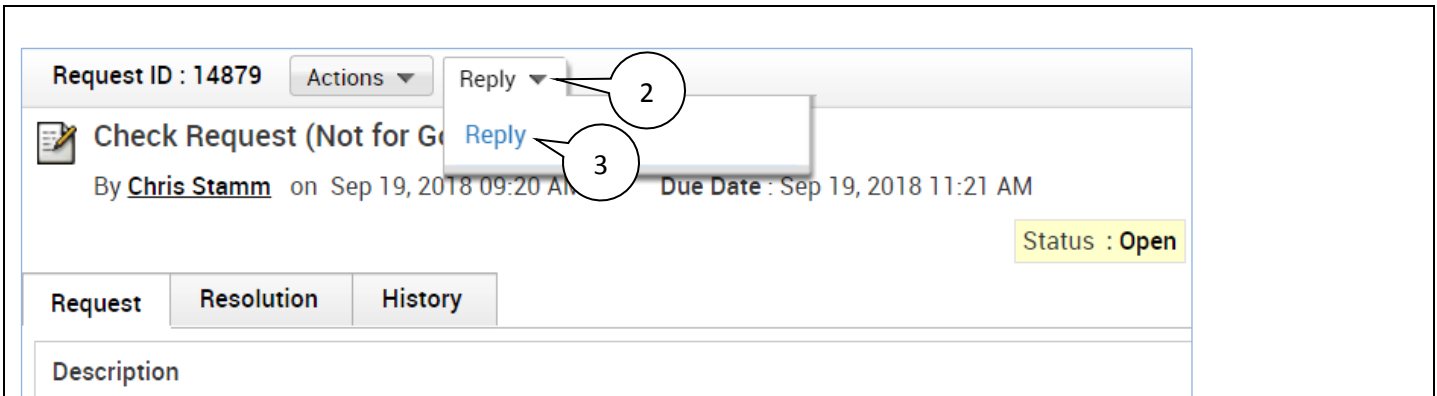 Request ID : 14879 Actions Reply 2
Check Request (Not for Reply 3
By Chris Stamm on Sep 19, 2018 09:20 Due Date : Sep 19, 2018 11:21 AM
Status : Open
Request Resolution History
Description